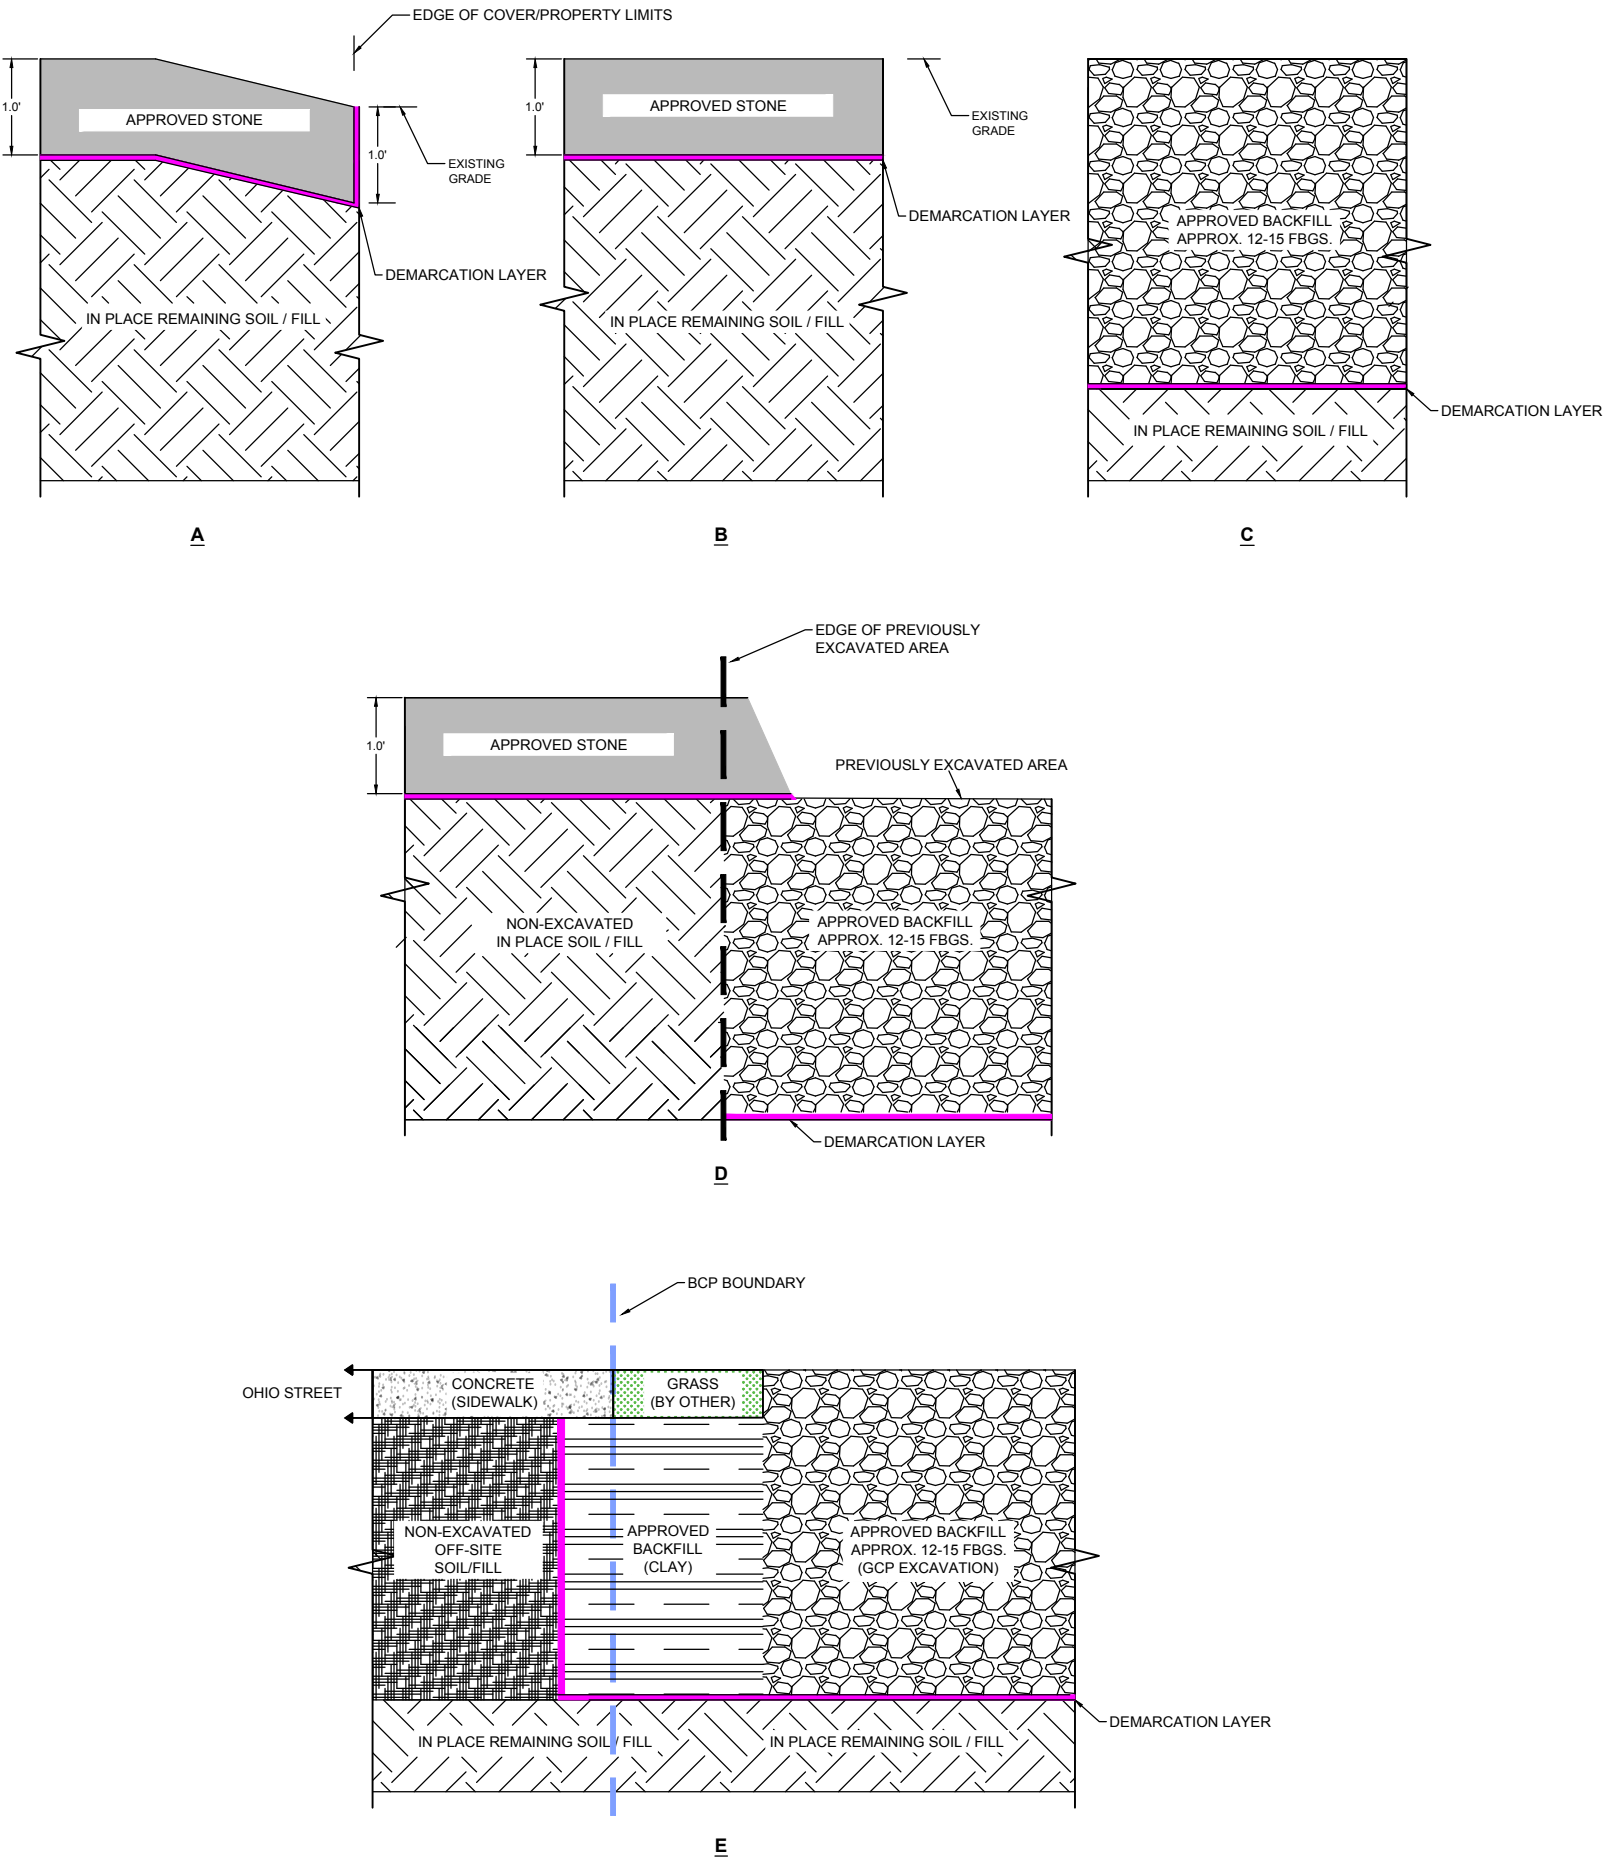 EDGE OF COVER/PROPERTY LIMITS
1.0'
APPROVED STONE
1.0'
EXISTING
GRADE
DEMARCATION LAYER
IN PLACE REMAINING SOIL / FILL
A
1.0'
APPROVED STONE
EXISTING
GRADE
DEMARCATION LAYER
IN PLACE REMAINING SOIL / FILL
B
APPROVED BACKFILL
APPROX. 12-15 FBGS.
DEMARCATION LAYER
IN PLACE REMAINING SOIL / FILL
C
EDGE OF PREVIOUSLY
EXCAVATED AREA
1.0'
APPROVED STONE
PREVIOUSLY EXCAVATED AREA
NON-EXCAVATED
IN PLACE SOIL / FILL
APPROVED BACKFILL
APPROX. 12-15 FBGS.
DEMARCATION LAYER
D
BCP BOUNDARY
OHIO STREET
CONCRETE
(SIDEWALK)
GRASS
(BY OTHER)
NON-EXCAVATED
OFF-SITE
SOIL/FILL
APPROVED
BACKFILL
(CLAY)
APPROVED BACKFILL
APPROX. 12-15 FBGS.
(GCP EXCAVATION)
DEMARCATION LAYER
IN PLACE REMAINING SOIL / FILL
IN PLACE REMAINING SOIL / FILL
E